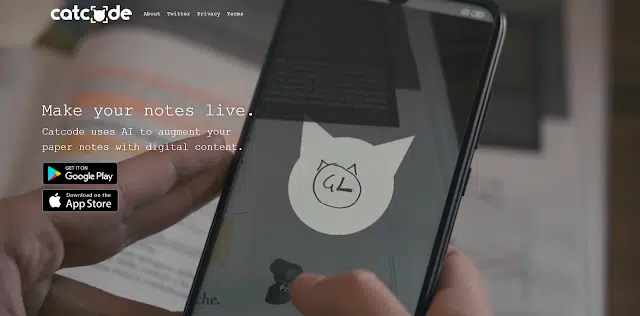 catcode
About Twitter Privacy Terms
Make your notes live.
Catcode uses AI to augment your
paper notes with digital content.
GET IT ON
Google Play
Download on the
App Store
GL
che.